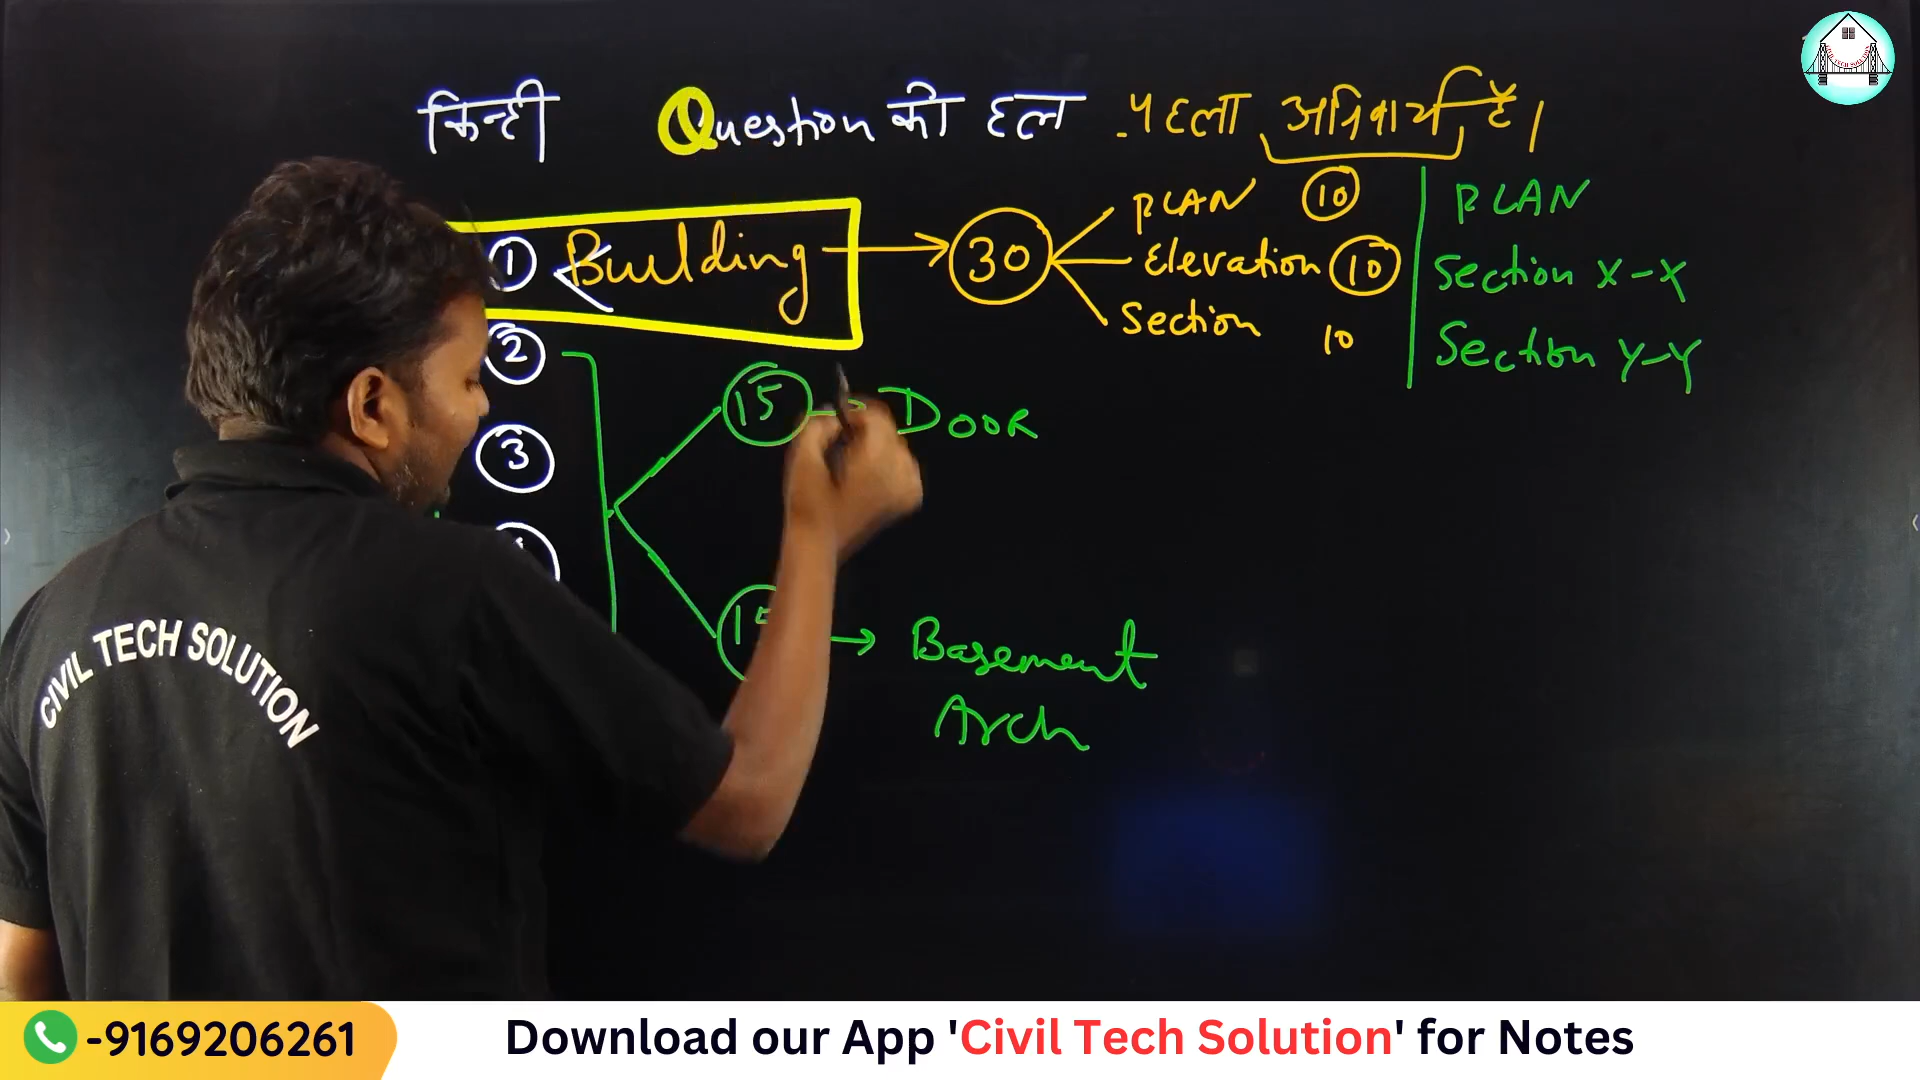 किन्ही Question को हल पहला अनिवार्य है।
① Building → 30
PLAN 10
Elevation 10
Section 10
PLAN
Section X-X
Section Y-Y
②
15 → Door
③
→ Basement
Arch
CIVIL TECH SOLUTION
-9169206261
Download our App 'Civil Tech Solution' for Notes